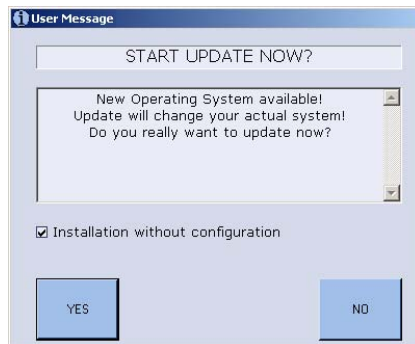 User Message
START UPDATE NOW?
New Operating System available!
Update will change your actual system!
Do you really want to update now?
Installation without configuration
YES
NO